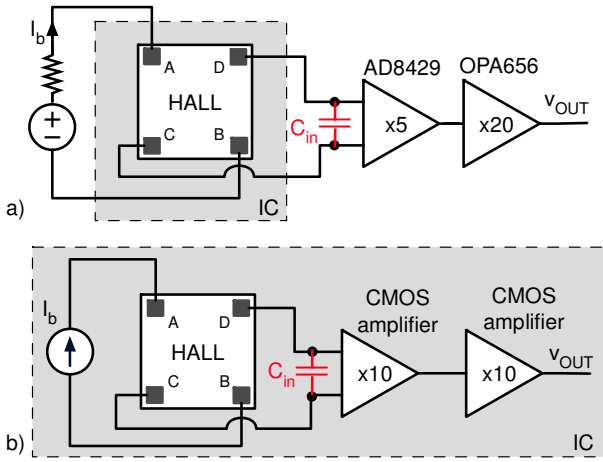 I_b
A
D
HALL
C
B
IC
C_in
AD8429
x5
OPA656
x20
v_OUT
a)
I_b
A
D
HALL
C
B
C_in
CMOS
amplifier
x10
CMOS
amplifier
x10
v_OUT
IC
b)